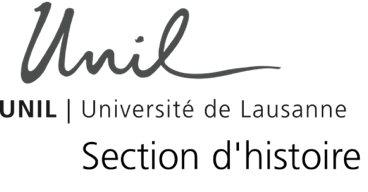 Unil
UNIL | Université de Lausanne
Section d'histoire